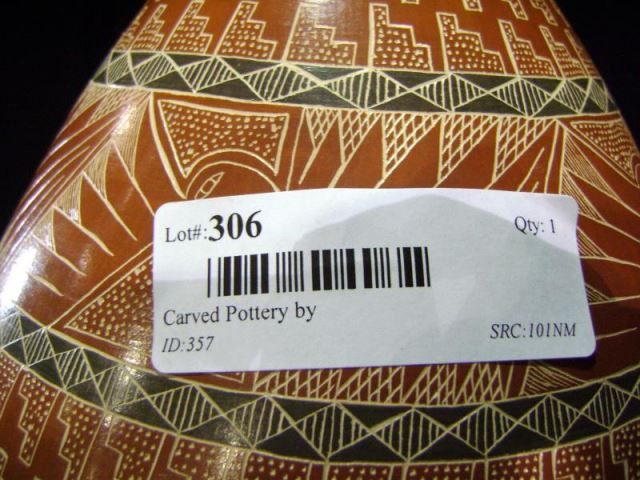 Lot#:306 Qty: 1
Carved Pottery by
ID:357 SRC:101NM